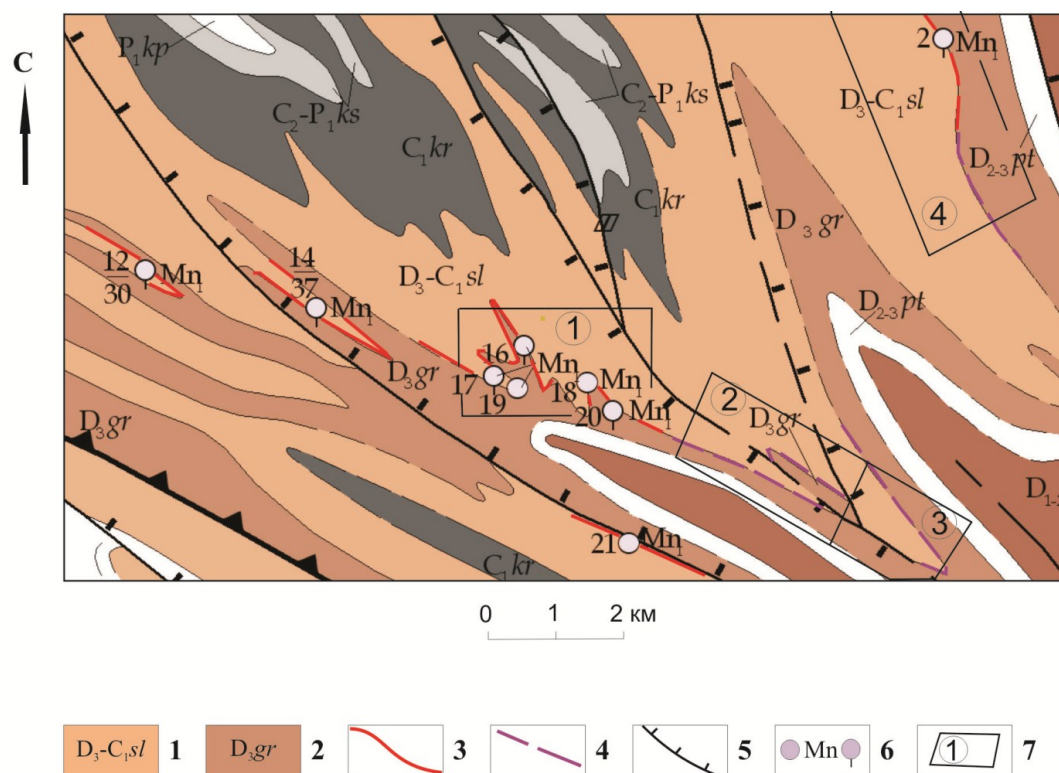 С
P₁kp
C₂-P₁ks
C₁kr
C₂-P₁ks
C₁kr
2 Mn₁
D₃-C₁sl
D₂₋₃pt
4
D₃gr
12
30
Mn₁
14
37
Mn₁
D₃-C₁sl
D₂₋₃pt
1
D₃gr
16
Mn
17
19
18 Mn₁
20 Mn₁
2
D₃gr
D₃gr
3
21 Mn₁
C₁kr
0 1 2 км
D₃-C₁sl 1 D₃gr 2 3 4 5 Mn 6 1 7